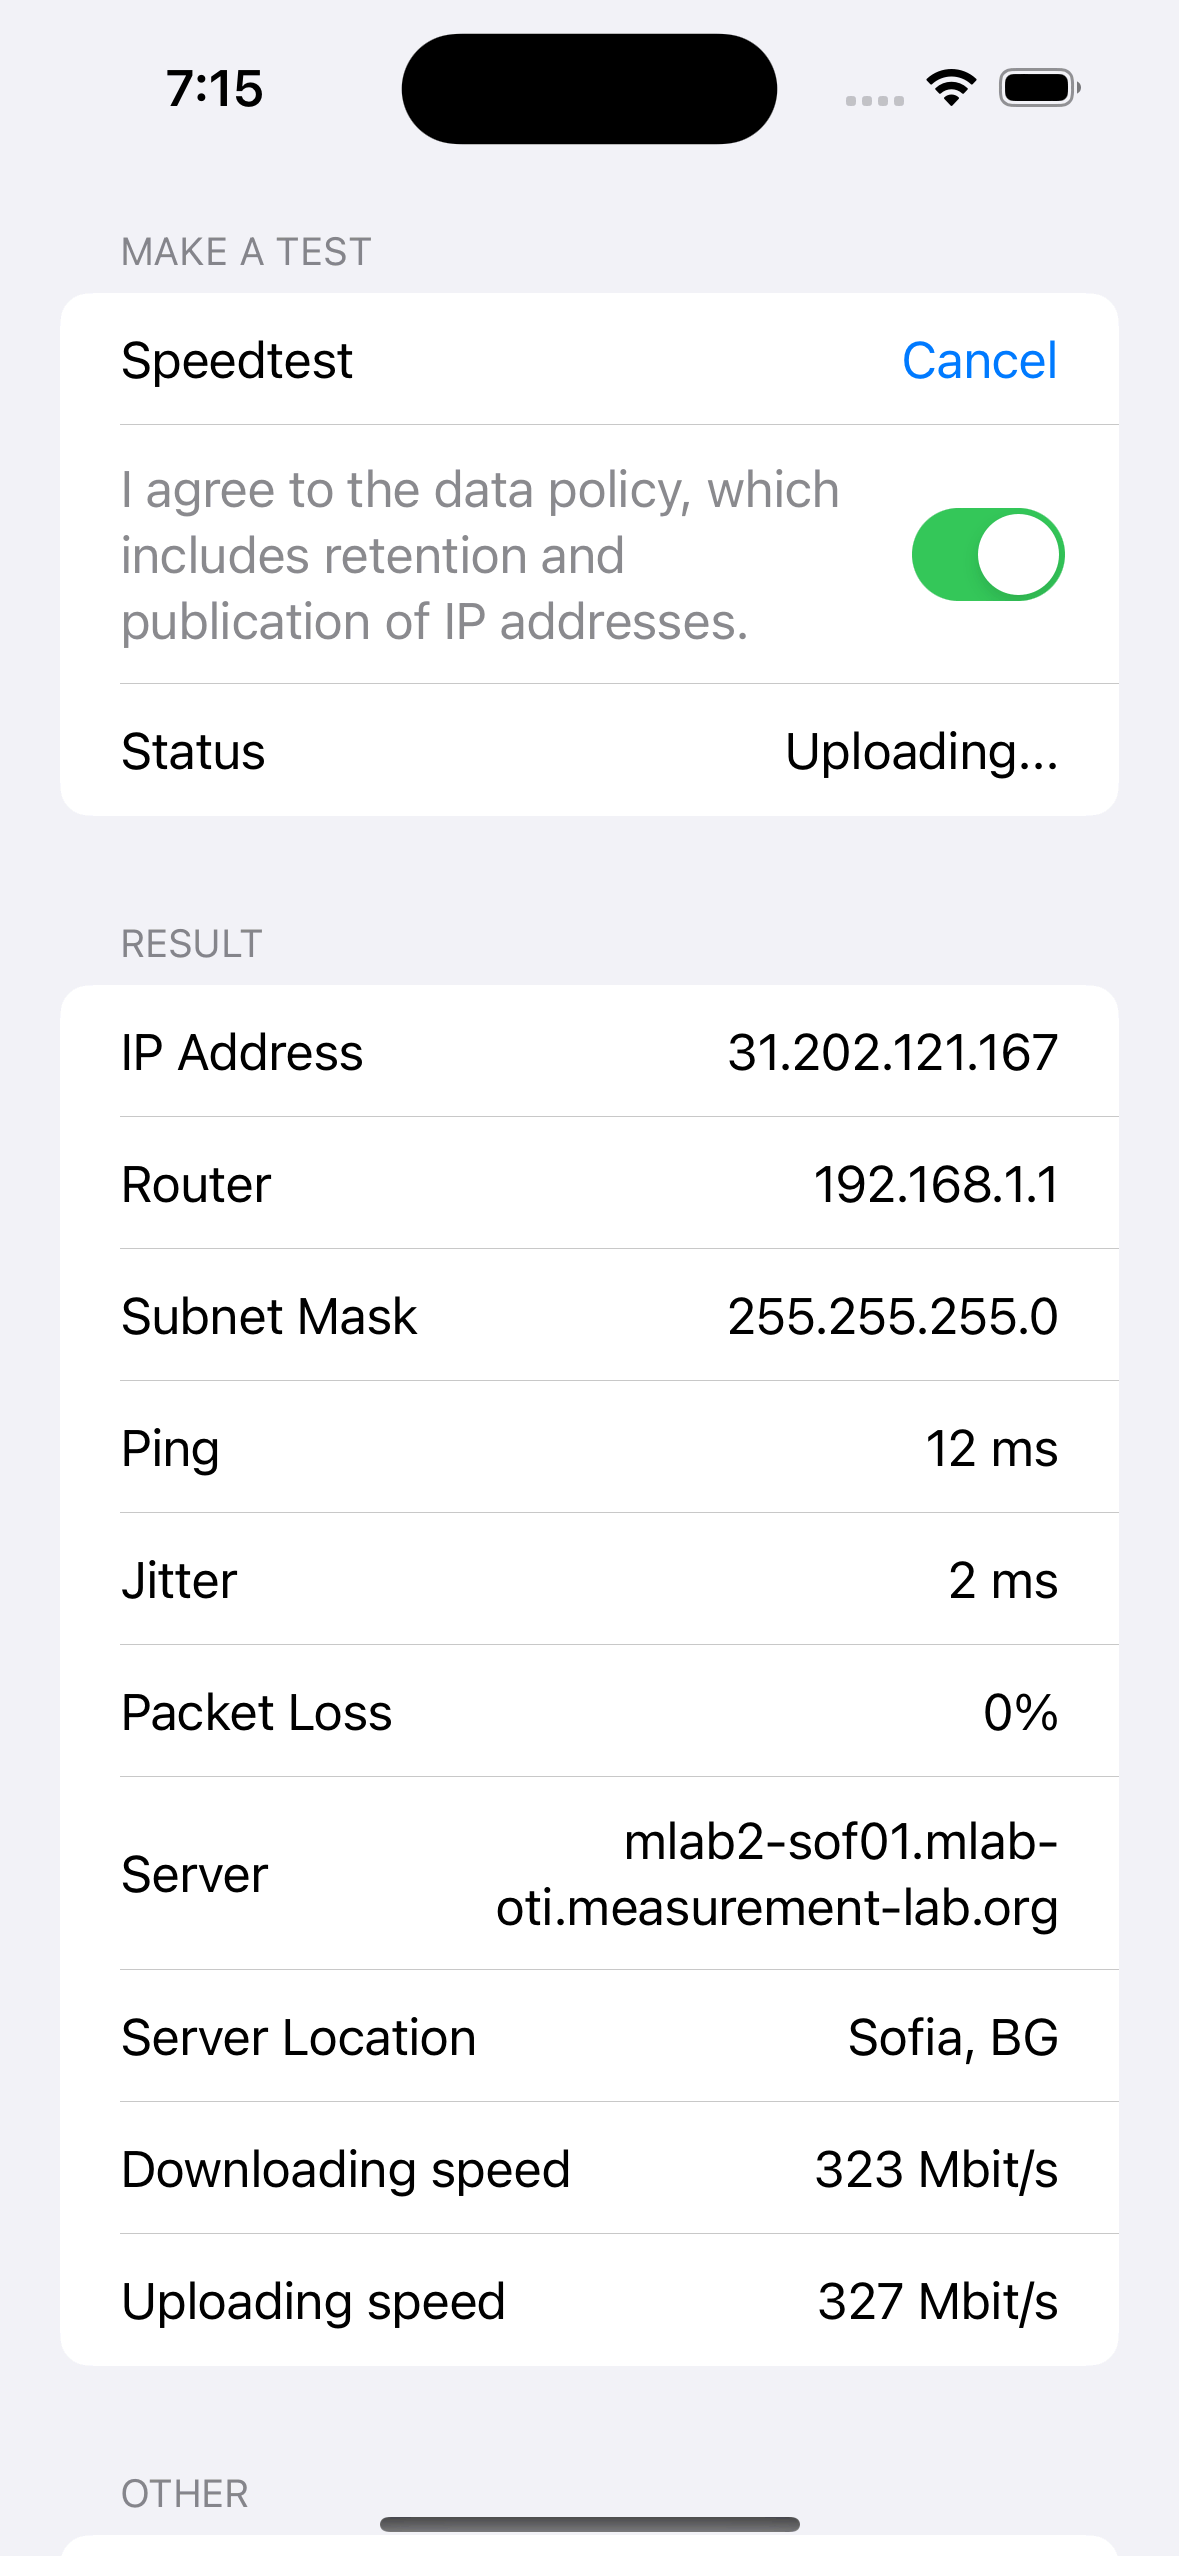 7:15
MAKE A TEST
Speedtest
Cancel
I agree to the data policy, which
includes retention and
publication of IP addresses.
Status
Uploading...
RESULT
IP Address
31.202.121.167
Router
192.168.1.1
Subnet Mask
255.255.255.0
Ping
12 ms
Jitter
2 ms
Packet Loss
0%
Server
mlab2-sof01.mlab-
oti.measurement-lab.org
Server Location
Sofia, BG
Downloading speed
323 Mbit/s
Uploading speed
327 Mbit/s
OTHER